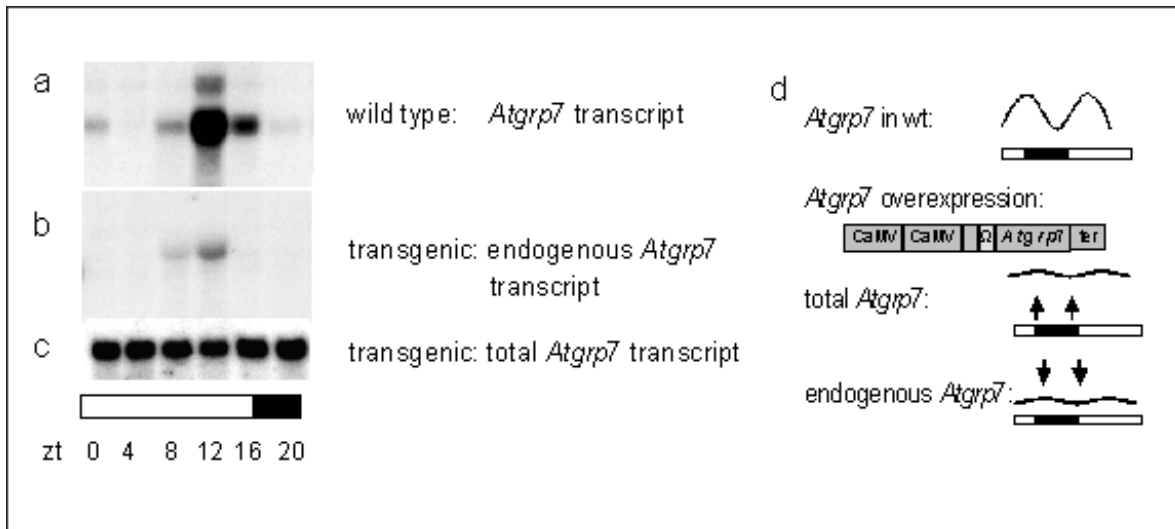 a
wild type: Atgrp7 transcript
b
transgenic: endogenous Atgrp7
transcript
c
transgenic: total Atgrp7 transcript
zt 0 4 8 12 16 20
d
Atgrp7 in wt:
Atgrp7 overexpression:
CaMV CaMV Ω Atgrp7 ter
total Atgrp7:
endogenous Atgrp7: